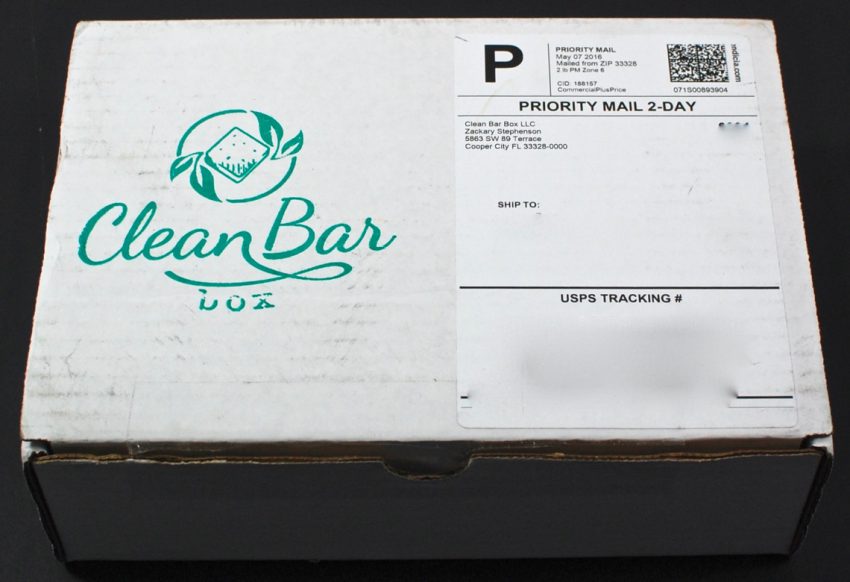 Clean Bar
box
P
PRIORITY MAIL
May 07 2016
Mailed from ZIP 33328
2 lb PM Zone 6
CID: 188157
CommercialPlusPrice
indicia.com
071S00893904
PRIORITY MAIL 2-DAY
Clean Bar Box LLC
Zackary Stephenson
5863 SW 89 Terrace
Cooper City FL 33328-0000
SHIP TO:
USPS TRACKING #